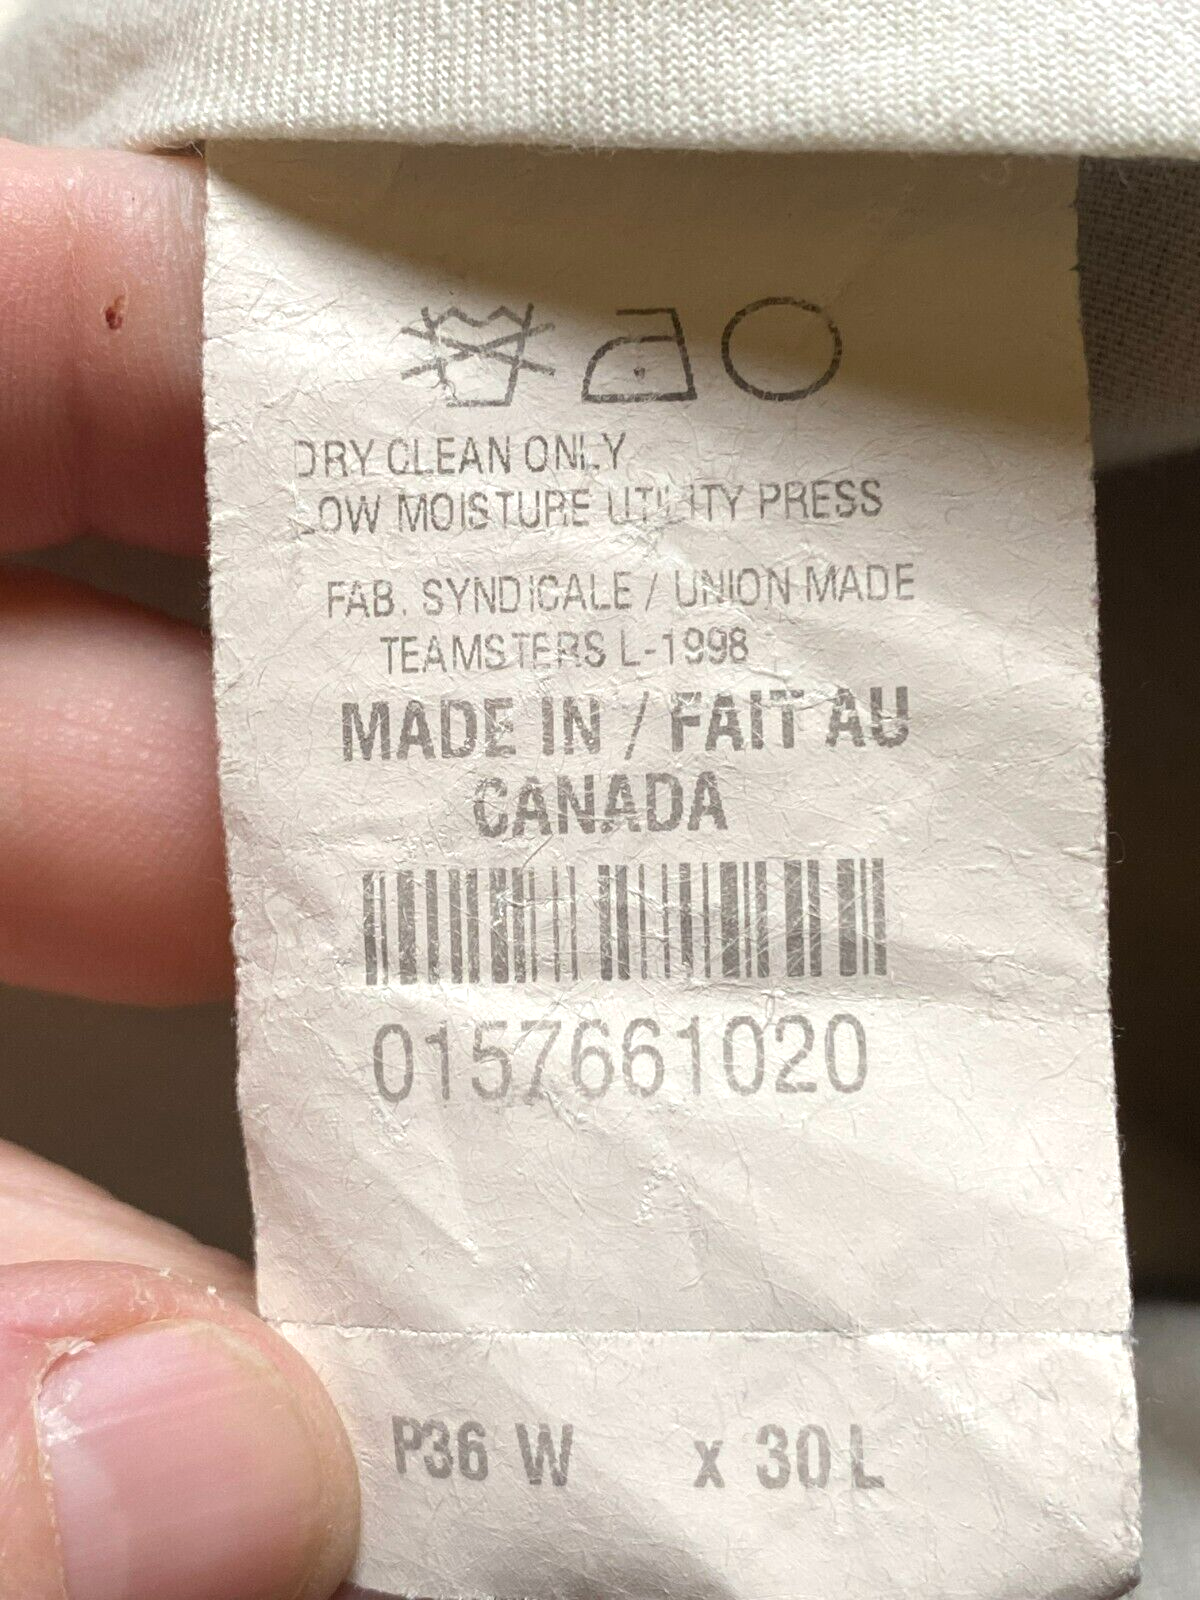 DRY CLEAN ONLY
LOW MOISTURE UTILITY PRESS
FAB. SYNDICALE / UNION MADE
TEAMSTERS L-1998
MADE IN / FAIT AU
CANADA
0157661020
P36 W x 30 L